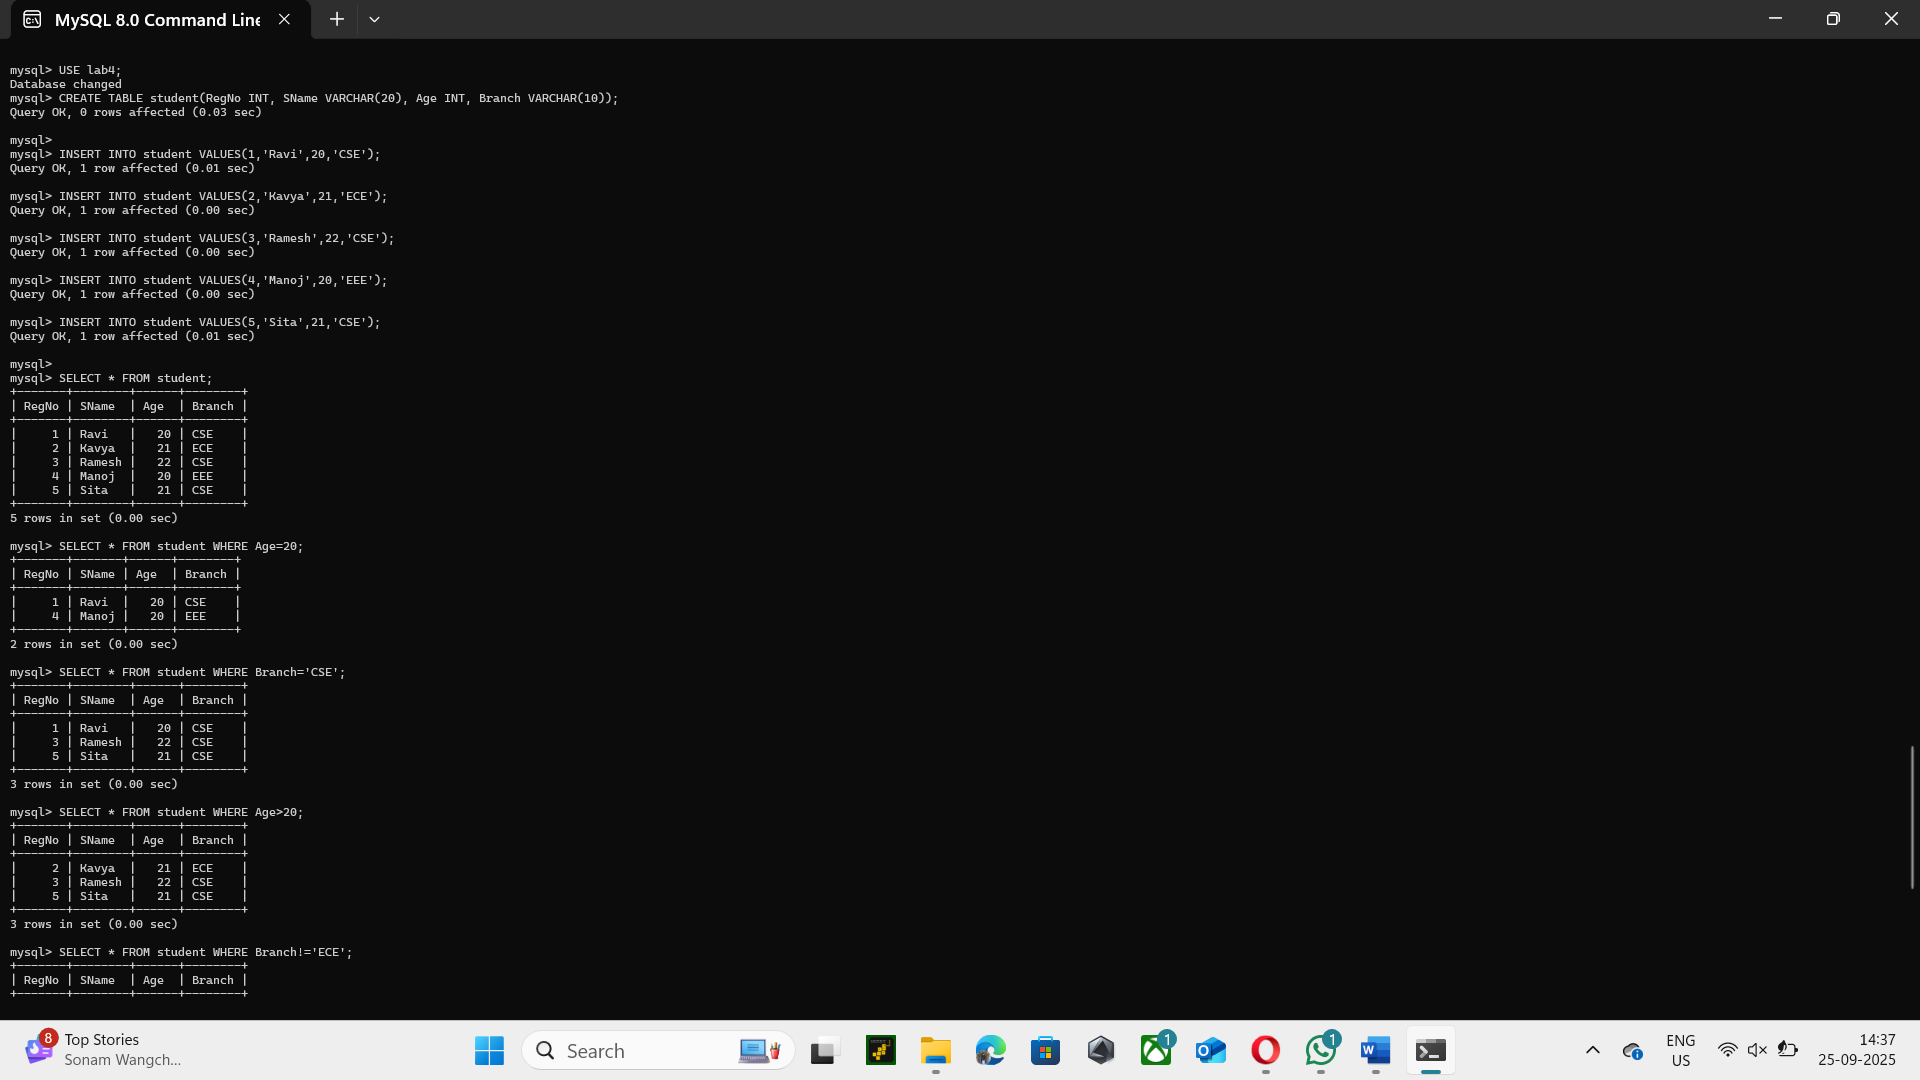 MySQL 8.0 Command Line
mysql> USE lab4;
Database changed
mysql> CREATE TABLE student(RegNo INT, SName VARCHAR(20), Age INT, Branch VARCHAR(10));
Query OK, 0 rows affected (0.03 sec)
mysql>
mysql> INSERT INTO student VALUES(1,'Ravi',20,'CSE');
Query OK, 1 row affected (0.01 sec)
mysql> INSERT INTO student VALUES(2,'Kavya',21,'ECE');
Query OK, 1 row affected (0.00 sec)
mysql> INSERT INTO student VALUES(3,'Ramesh',22,'CSE');
Query OK, 1 row affected (0.00 sec)
mysql> INSERT INTO student VALUES(4,'Manoj',20,'EEE');
Query OK, 1 row affected (0.00 sec)
mysql> INSERT INTO student VALUES(5,'Sita',21,'CSE');
Query OK, 1 row affected (0.01 sec)
mysql>
mysql> SELECT * FROM student;
+-------+--------+------+--------+
| RegNo | SName  | Age  | Branch |
+-------+--------+------+--------+
|     1 | Ravi   |   20 | CSE    |
|     2 | Kavya  |   21 | ECE    |
|     3 | Ramesh |   22 | CSE    |
|     4 | Manoj  |   20 | EEE    |
|     5 | Sita   |   21 | CSE    |
+-------+--------+------+--------+
5 rows in set (0.00 sec)
mysql> SELECT * FROM student WHERE Age=20;
+-------+-------+------+--------+
| RegNo | SName | Age  | Branch |
+-------+-------+------+--------+
|     1 | Ravi  |   20 | CSE    |
|     4 | Manoj |   20 | EEE    |
+-------+-------+------+--------+
2 rows in set (0.00 sec)
mysql> SELECT * FROM student WHERE Branch='CSE';
+-------+--------+------+--------+
| RegNo | SName  | Age  | Branch |
+-------+--------+------+--------+
|     1 | Ravi   |   20 | CSE    |
|     3 | Ramesh |   22 | CSE    |
|     5 | Sita   |   21 | CSE    |
+-------+--------+------+--------+
3 rows in set (0.00 sec)
mysql> SELECT * FROM student WHERE Age>20;
+-------+--------+------+--------+
| RegNo | SName  | Age  | Branch |
+-------+--------+------+--------+
|     2 | Kavya  |   21 | ECE    |
|     3 | Ramesh |   22 | CSE    |
|     5 | Sita   |   21 | CSE    |
+-------+--------+------+--------+
3 rows in set (0.00 sec)
mysql> SELECT * FROM student WHERE Branch!='ECE';
+-------+--------+------+--------+
| RegNo | SName  | Age  | Branch |
+-------+--------+------+--------+
8
Top Stories
Sonam Wangch...
Search
1
1
ENG
US
14:37
25-09-2025